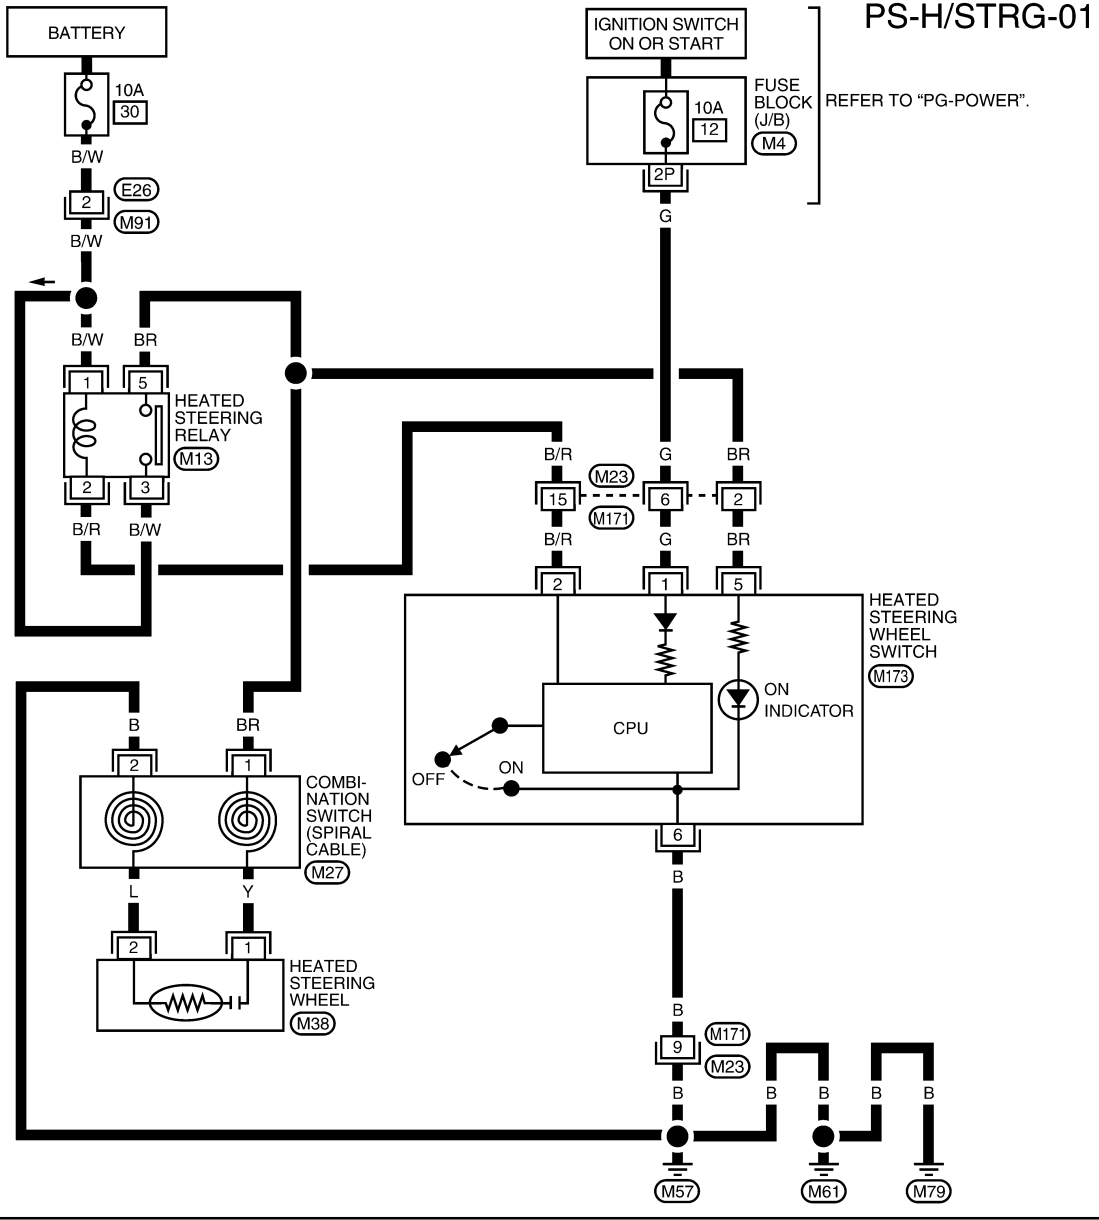 PS-H/STRG-01
BATTERY
IGNITION SWITCH
ON OR START
10A
30
10A
12
FUSE
BLOCK
(J/B)
M4
REFER TO “PG-POWER”.
B/W
2P
2
E26
M91
G
B/W
B/W
BR
1
5
HEATED
STEERING
RELAY
M13
2
3
B/R
B/W
B/R
G
BR
M23
15
6
2
M171
B/R
G
BR
2
1
5
HEATED
STEERING
WHEEL
SWITCH
M173
ON
INDICATOR
CPU
OFF
ON
6
B
B
BR
2
1
COMBI-
NATION
SWITCH
(SPIRAL
CABLE)
M27
L
Y
2
1
HEATED
STEERING
WHEEL
M38
B
9
M171
M23
B
B
B
B
B
M57
M61
M79